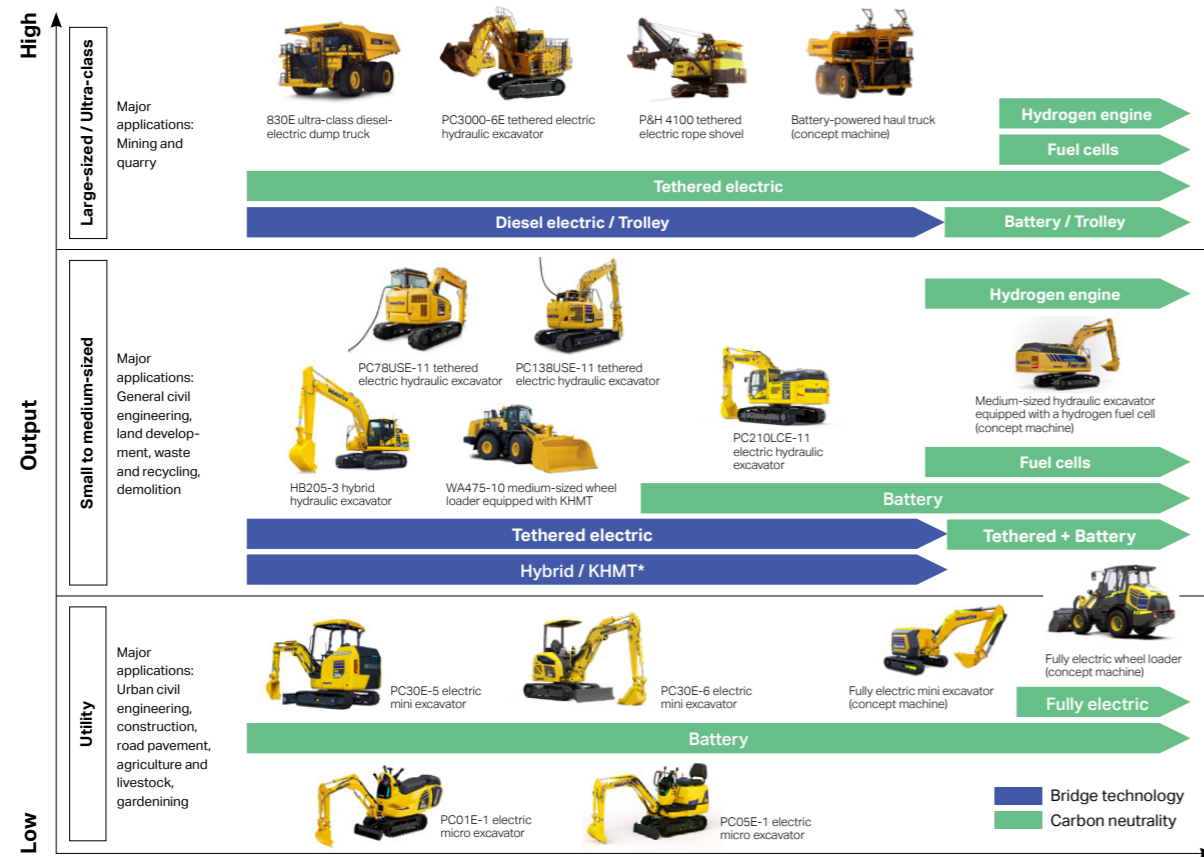 High
Output
Low
Large-sized / Ultra-class
Major
applications:
Mining and
quarry
830E ultra-class diesel-
electric dump truck
PC3000-6E tethered electric
hydraulic excavator
P&H 4100 tethered
electric rope shovel
Battery-powered haul truck
(concept machine)
Hydrogen engine
Fuel cells
Tethered electric
Diesel electric / Trolley
Battery / Trolley
Small to medium-sized
Major
applications:
General civil
engineering,
land develop-
ment, waste
and recycling,
demolition
PC78USE-11 tethered
electric hydraulic excavator
PC138USE-11 tethered
electric hydraulic excavator
HB205-3 hybrid
hydraulic excavator
WA475-10 medium-sized wheel
loader equipped with KHMT
PC210LCE-11
electric hydraulic
excavator
Hydrogen engine
Medium-sized hydraulic excavator
equipped with a hydrogen fuel cell
(concept machine)
Fuel cells
Battery
Tethered electric
Tethered + Battery
Hybrid / KHMT*
Utility
Major
applications:
Urban civil
engineering,
construction,
road pavement,
agriculture and
livestock,
gardenining
PC30E-5 electric
mini excavator
PC30E-6 electric
mini excavator
Fully electric mini excavator
(concept machine)
Fully electric wheel loader
(concept machine)
Fully electric
Battery
PC01E-1 electric
micro excavator
PC05E-1 electric
micro excavator
Bridge technology
Carbon neutrality